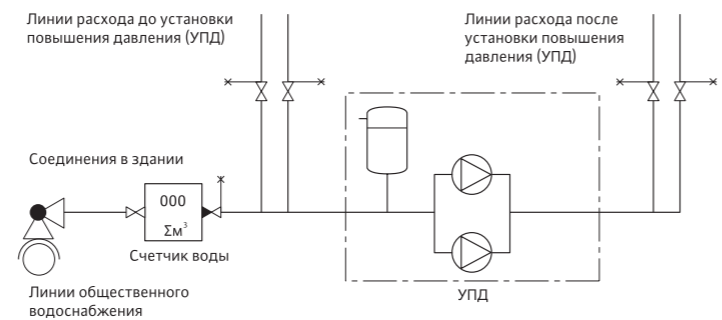 Линии расхода до установки
повышения давления (УПД)
Линии расхода после
установки повышения
давления (УПД)
Соединения в здании
000
Σм³
Счетчик воды
Линии общественного
водоснабжения
УПД